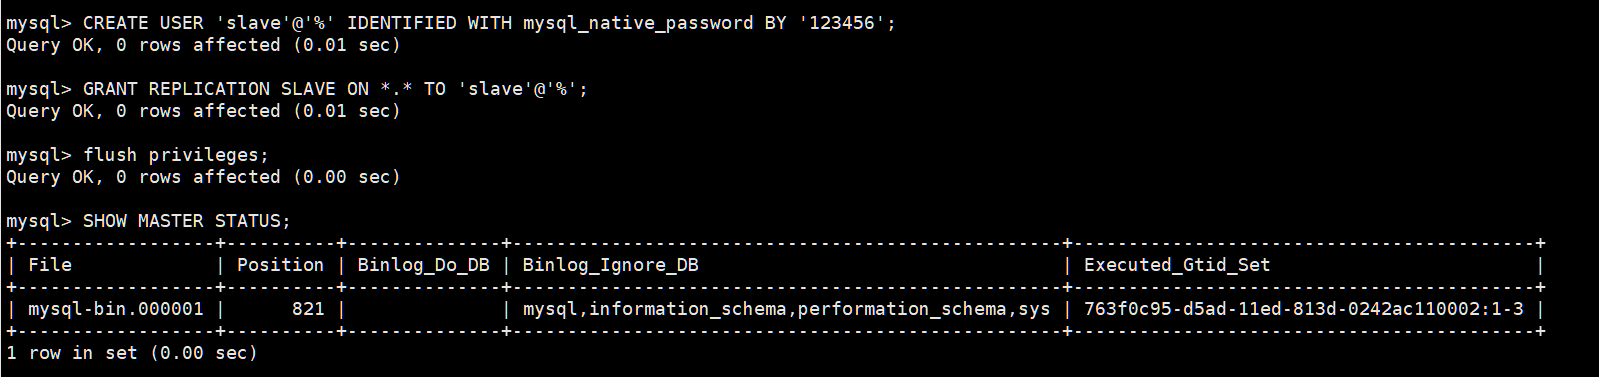 mysql> CREATE USER 'slave'@'%' IDENTIFIED WITH mysql_native_password BY '123456';
Query OK, 0 rows affected (0.01 sec)
mysql> GRANT REPLICATION SLAVE ON *.* TO 'slave'@'%';
Query OK, 0 rows affected (0.01 sec)
mysql> flush privileges;
Query OK, 0 rows affected (0.00 sec)
mysql> SHOW MASTER STATUS;
+------------------+----------+--------------+--------------------------------------------------+------------------------------------------+
| File             | Position | Binlog_Do_DB | Binlog_Ignore_DB                                 | Executed_Gtid_Set                        |
+------------------+----------+--------------+--------------------------------------------------+------------------------------------------+
| mysql-bin.000001 |      821 |              | mysql,information_schema,performation_schema,sys | 763f0c95-d5ad-11ed-813d-0242ac110002:1-3 |
+------------------+----------+--------------+--------------------------------------------------+------------------------------------------+
1 row in set (0.00 sec)